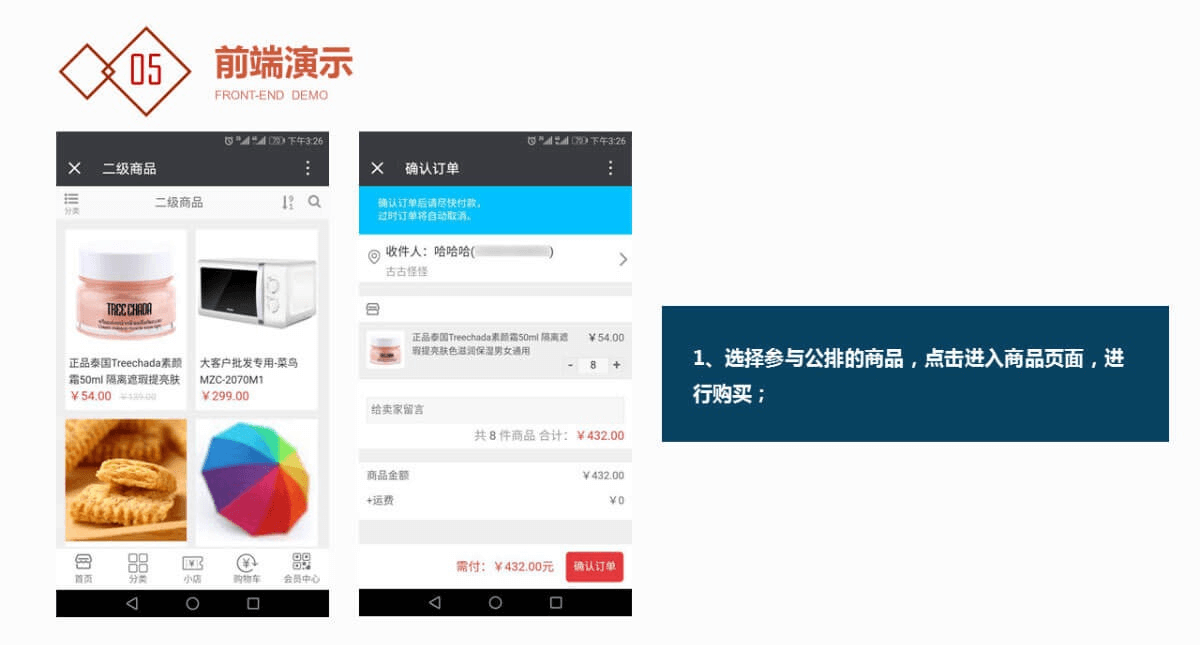 05
前端演示
FRONT-END DEMO
下午3:26
二级商品
分类
二级商品
TREE CHADA
正品泰国Treechada素颜
霜50ml 隔离遮瑕提亮肤
￥54.00 ￥139.00
大客户批发专用-菜鸟
MZC-2070M1
￥299.00
首页
分类
小店
购物车
会员中心
下午3:26
确认订单
确认订单后请尽快付款，
过时订单将自动取消。
收件人：哈哈哈( )
古古怪怪
正品泰国Treechada素颜霜50ml 隔离遮
瑕提亮肤色滋润保湿男女通用
￥54.00
- 8 +
给卖家留言
共 8 件商品 合计：￥432.00
商品金额 ￥432.00
+运费 ￥0
需付：￥432.00元
确认订单
1、选择参与公排的商品，点击进入商品页面，进
行购买；